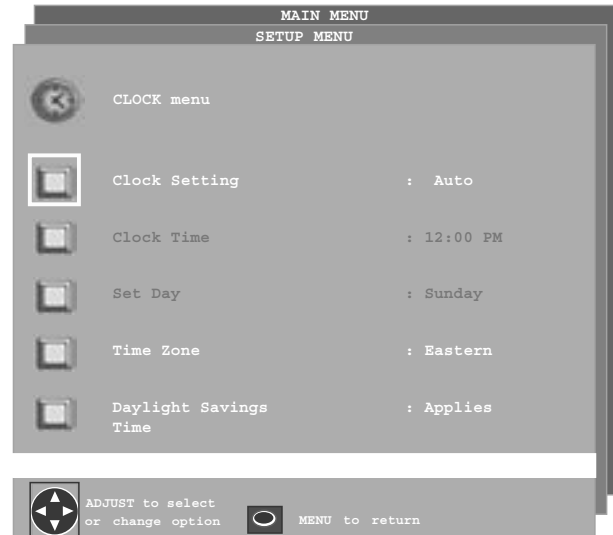 MAIN MENU
SETUP MENU
CLOCK menu
Clock Setting : Auto
Clock Time : 12:00 PM
Set Day : Sunday
Time Zone : Eastern
Daylight Savings : Applies
Time
ADJUST to select
or change option MENU to return